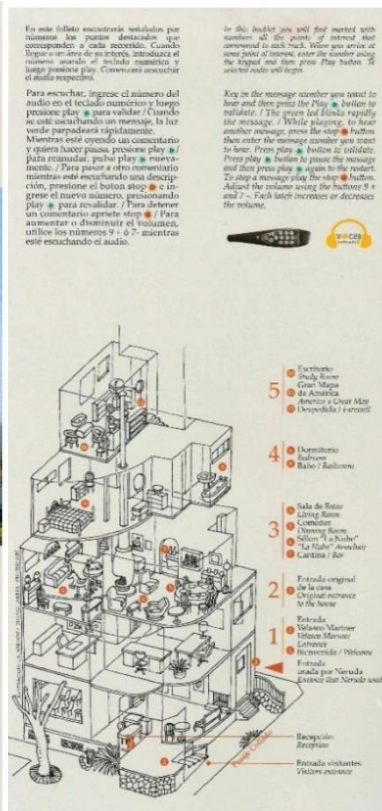 En este folleto encontrarás señalados por
números los puntos destacados que
corresponden a cada recorrido. Cuando
llegue a un área de su interés, introduzca el
número usando el teclado numérico y
luego presione play. Comenzará a escuchar
el audio respectivo.
Para escuchar, ingrese el número del
audio en el teclado numérico y luego
presione play para validar / Cuando
se esté escuchando un mensaje, la luz
verde parpadeará rápidamente.
Mientras esté oyendo un comentario
y quiera hacer pausa, presione play /
para reanudar, pulse play nueva-
mente. / Para pasar a otro comentario
mientras esté escuchando una descrip-
ción, presione el boton stop e in-
grese el nuevo número, presionando
play para revalidar. / Para detener
un comentario apriete stop / Para
aumentar o disminuir el volumen,
utilice los números 9 + ó 7- mientras
esté escuchando el audio.
In this booklet you will find marked with
numbers all the points of interest that
correspond to each track. When you arrive at
some point of interest, enter the number using
the keypad and then press Play button. Te
selected audio will begin.
Key in the message number you want to
hear and then press the Play button to
validate. / The green led blinks rapidly
the message. / While playing, to hear
another message, press the stop button
then enter the message number you want
to hear. Press play button to validate.
Press play button to pause the message
and then press play again to the restart.
To stop a message play the stop button.
Adjust the volume using the buttons 9 +
and 7 -. Each latch increases or decreases
the volume.
VOCES
5
Escritorio
Study Room
Gran Mapa
de América
America's Great Map
Despedida / Farewell
4
Dormitorio
Bedroom
Baño / Bathroom
3
Sala de Estar
Living Room
Comedor
Dinning Room
Sillón "La Nube"
"La Nube" Armchair
Cantina / Bar
2
Entrada original
de la casa
Original entrance
to the house
1
Entrada
Velasco Martner
Velasco Martner
Entrance
Bienvenida / Welcome
Entrada
usada por Neruda
Entance that Neruda used
Recepción
Reception
Entrada visitantes
Visitors entrance
Pasaje Collado